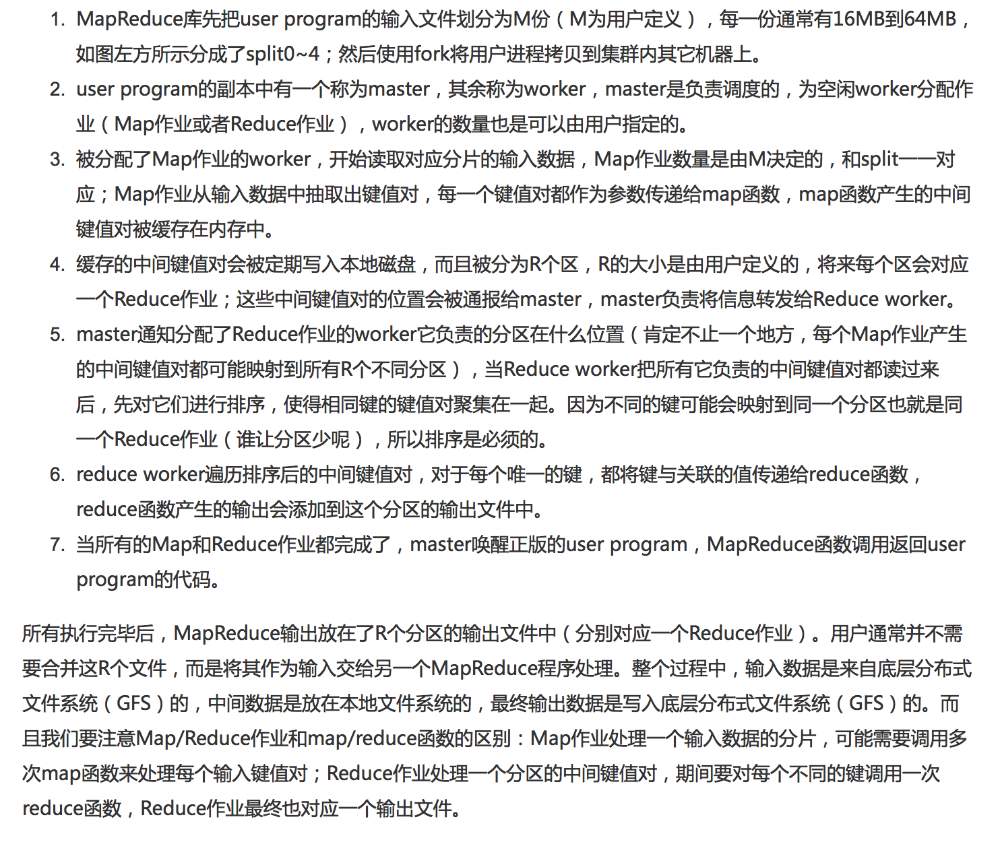 1. MapReduce库先把user program的输入文件划分为M份（M为用户定义），每一份通常有16MB到64MB，
如图左方所示分成了split0~4；然后使用fork将用户进程拷贝到集群内其它机器上。
2. user program的副本中有一个称为master，其余称为worker，master是负责调度的，为空闲worker分配作
业（Map作业或者Reduce作业），worker的数量也是可以由用户指定的。
3. 被分配了Map作业的worker，开始读取对应分片的输入数据，Map作业数量是由M决定的，和split一一对
应；Map作业从输入数据中抽取出键值对，每一个键值对都作为参数传递给map函数，map函数产生的中间
键值对被缓存在内存中。
4. 缓存的中间键值对会被定期写入本地磁盘，而且被分为R个区，R的大小是由用户定义的，将来每个区会对应
一个Reduce作业；这些中间键值对的位置会被通报给master，master负责将信息转发给Reduce worker。
5. master通知分配了Reduce作业的worker它负责的分区在什么位置（肯定不止一个地方，每个Map作业产生
的中间键值对都可能映射到所有R个不同分区），当Reduce worker把所有它负责的中间键值对都读过来
后，先对它们进行排序，使得相同键的键值对聚集在一起。因为不同的键可能会映射到同一个分区也就是同
一个Reduce作业（谁让分区少呢），所以排序是必须的。
6. reduce worker遍历排序后的中间键值对，对于每个唯一的键，都将键与关联的值传递给reduce函数，
reduce函数产生的输出会添加到这个分区的输出文件中。
7. 当所有的Map和Reduce作业都完成了，master唤醒正版的user program，MapReduce函数调用返回user
program的代码。
所有执行完毕后，MapReduce输出放在了R个分区的输出文件中（分别对应一个Reduce作业）。用户通常并不需
要合并这R个文件，而是将其作为输入交给另一个MapReduce程序处理。整个过程中，输入数据是来自底层分布式
文件系统（GFS）的，中间数据是放在本地文件系统的，最终输出数据是写入底层分布式文件系统（GFS）的。而
且我们要注意Map/Reduce作业和map/reduce函数的区别：Map作业处理一个输入数据的分片，可能需要调用多
次map函数来处理每个输入键值对；Reduce作业处理一个分区的中间键值对，期间要对每个不同的键调用一次
reduce函数，Reduce作业最终也对应一个输出文件。